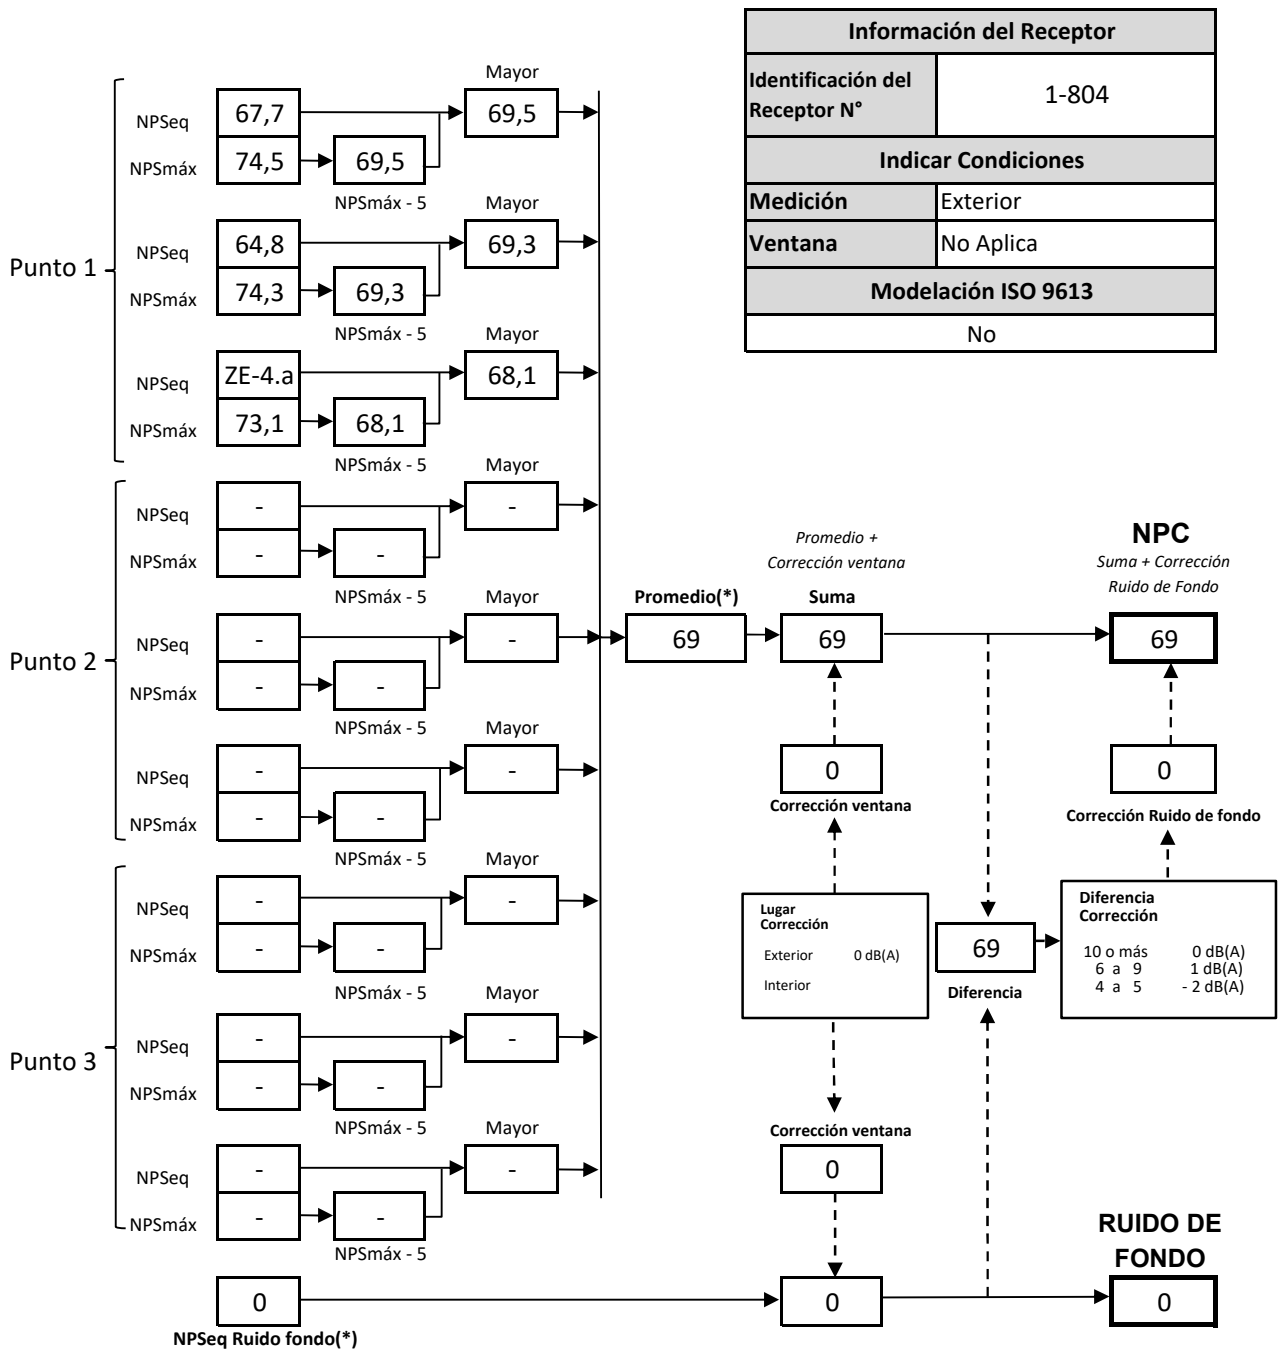 Información del Receptor
Identificación del
Receptor N°
1-804
Indicar Condiciones
Medición Exterior
Ventana No Aplica
Modelación ISO 9613
No
Punto 1
Mayor
NPSeq 67,7 69,5
NPSmáx 74,5 69,5
NPSmáx - 5
Mayor
NPSeq 64,8 69,3
NPSmáx 74,3 69,3
NPSmáx - 5
Mayor
NPSeq ZE-4.a 68,1
NPSmáx 73,1 68,1
NPSmáx - 5
Punto 2
Mayor
NPSeq - -
NPSmáx - -
NPSmáx - 5
Mayor
NPSeq - -
NPSmáx - -
NPSmáx - 5
Mayor
NPSeq - -
NPSmáx - -
NPSmáx - 5
Punto 3
Mayor
NPSeq - -
NPSmáx - -
NPSmáx - 5
NPSeq - -
NPSmáx - -
NPSmáx - 5
Mayor
NPSeq - -
NPSmáx - -
NPSmáx - 5
0
NPSeq Ruido fondo(*)
Promedio(*)
69
Promedio +
Corrección ventana
Suma
69
0
Corrección ventana
Lugar
Corrección
Exterior 0 dB(A)
Interior
Corrección ventana
0
0
69
Diferencia
NPC
Suma + Corrección
Ruido de Fondo
69
0
Corrección Ruido de fondo
Diferencia
Corrección
10 o más 0 dB(A)
6 a 9 1 dB(A)
4 a 5 - 2 dB(A)
RUIDO DE
FONDO
0